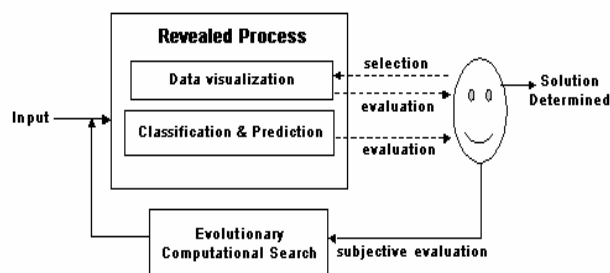 Revealed Process
Data visualization
Classification & Prediction
Input
selection
evaluation
evaluation
Solution
Determined
Evolutionary
Computational Search
subjective evaluation